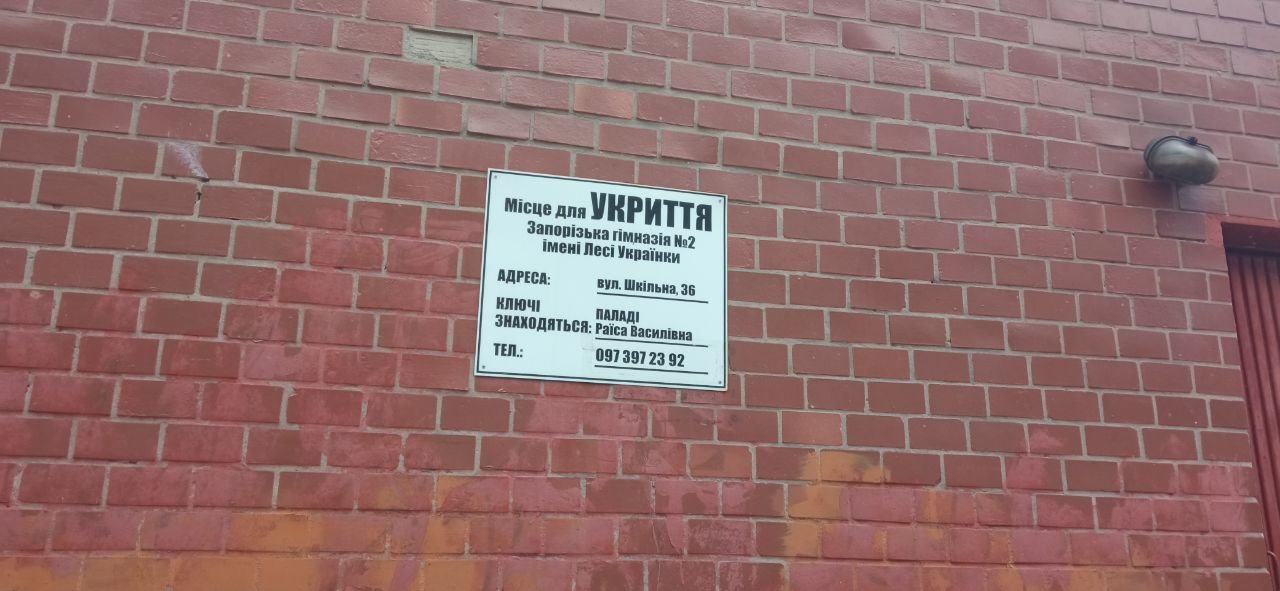 Місце для УКРИТТЯ
Запорізька гімназія №2
імені Лесі Українки
АДРЕСА: вул. Шкільна, 36
КЛЮЧІ
ЗНАХОДЯТЬСЯ: ПАЛАДІ
Раїса Василівна
ТЕЛ.: 097 397 23 92